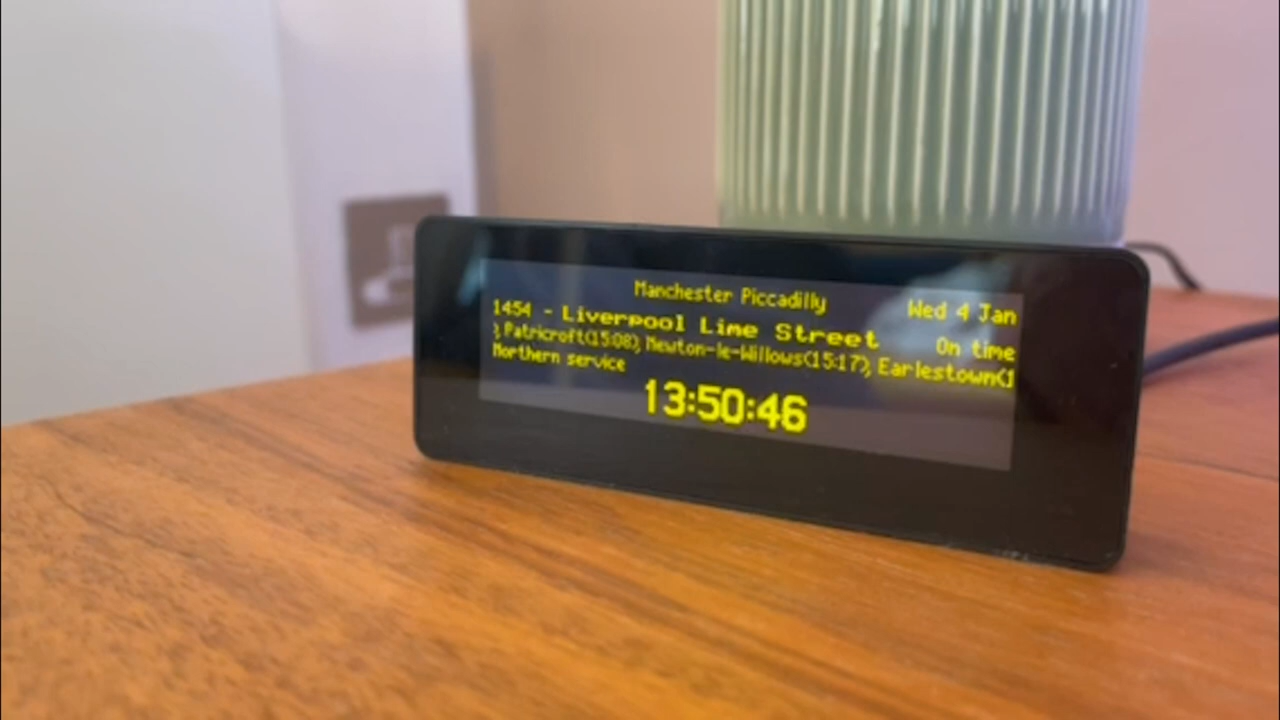 Manchester Piccadilly
Wed 4 Jan
1454 - Liverpool Lime Street On time
), Patricroft(15:08), Newton-le-Willows(15:17), Earlestown(1
Northern service
13:50:46